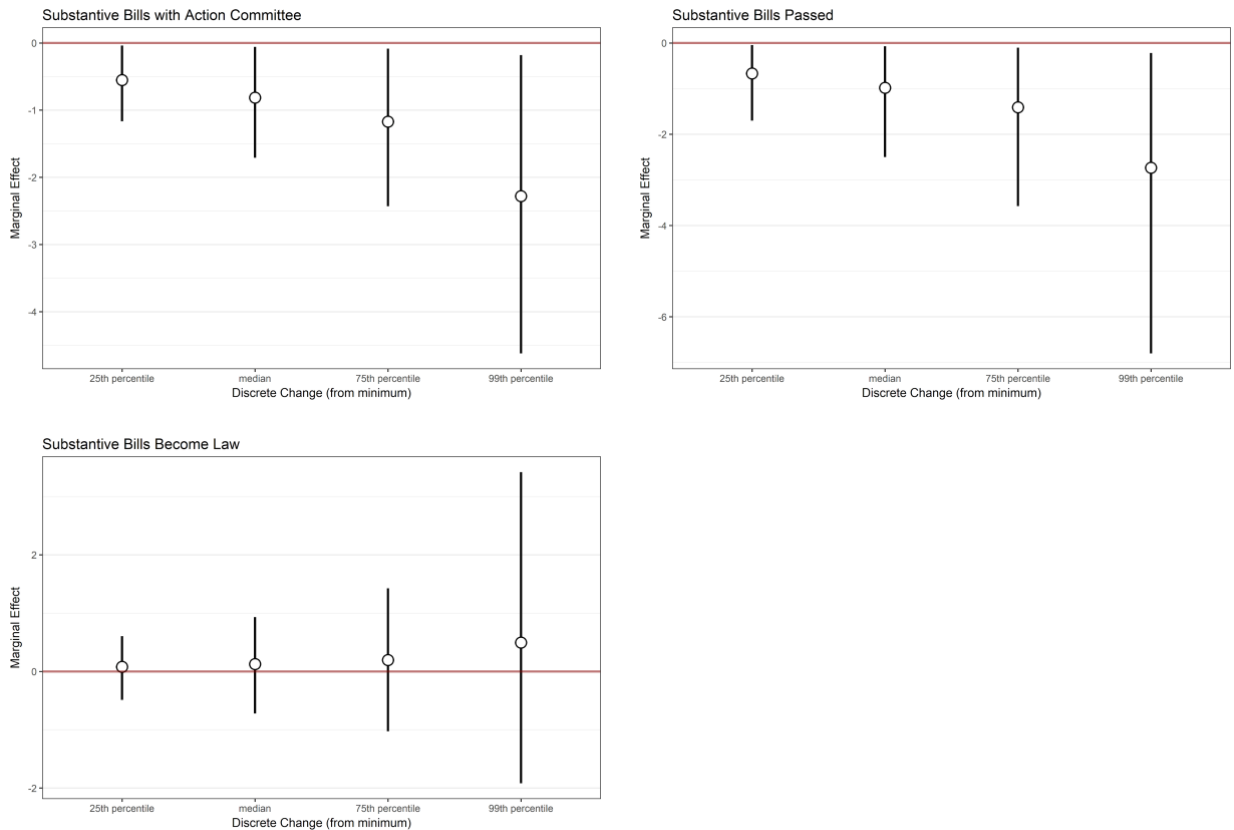 Substantive Bills with Action Committee
0
-1
-2
-3
-4
Marginal Effect
25th percentile median 75th percentile 99th percentile
Discrete Change (from minimum)
Substantive Bills Passed
0
-2
-4
-6
Marginal Effect
25th percentile median 75th percentile 99th percentile
Discrete Change (from minimum)
Substantive Bills Become Law
2
0
-2
Marginal Effect
25th percentile median 75th percentile 99th percentile
Discrete Change (from minimum)